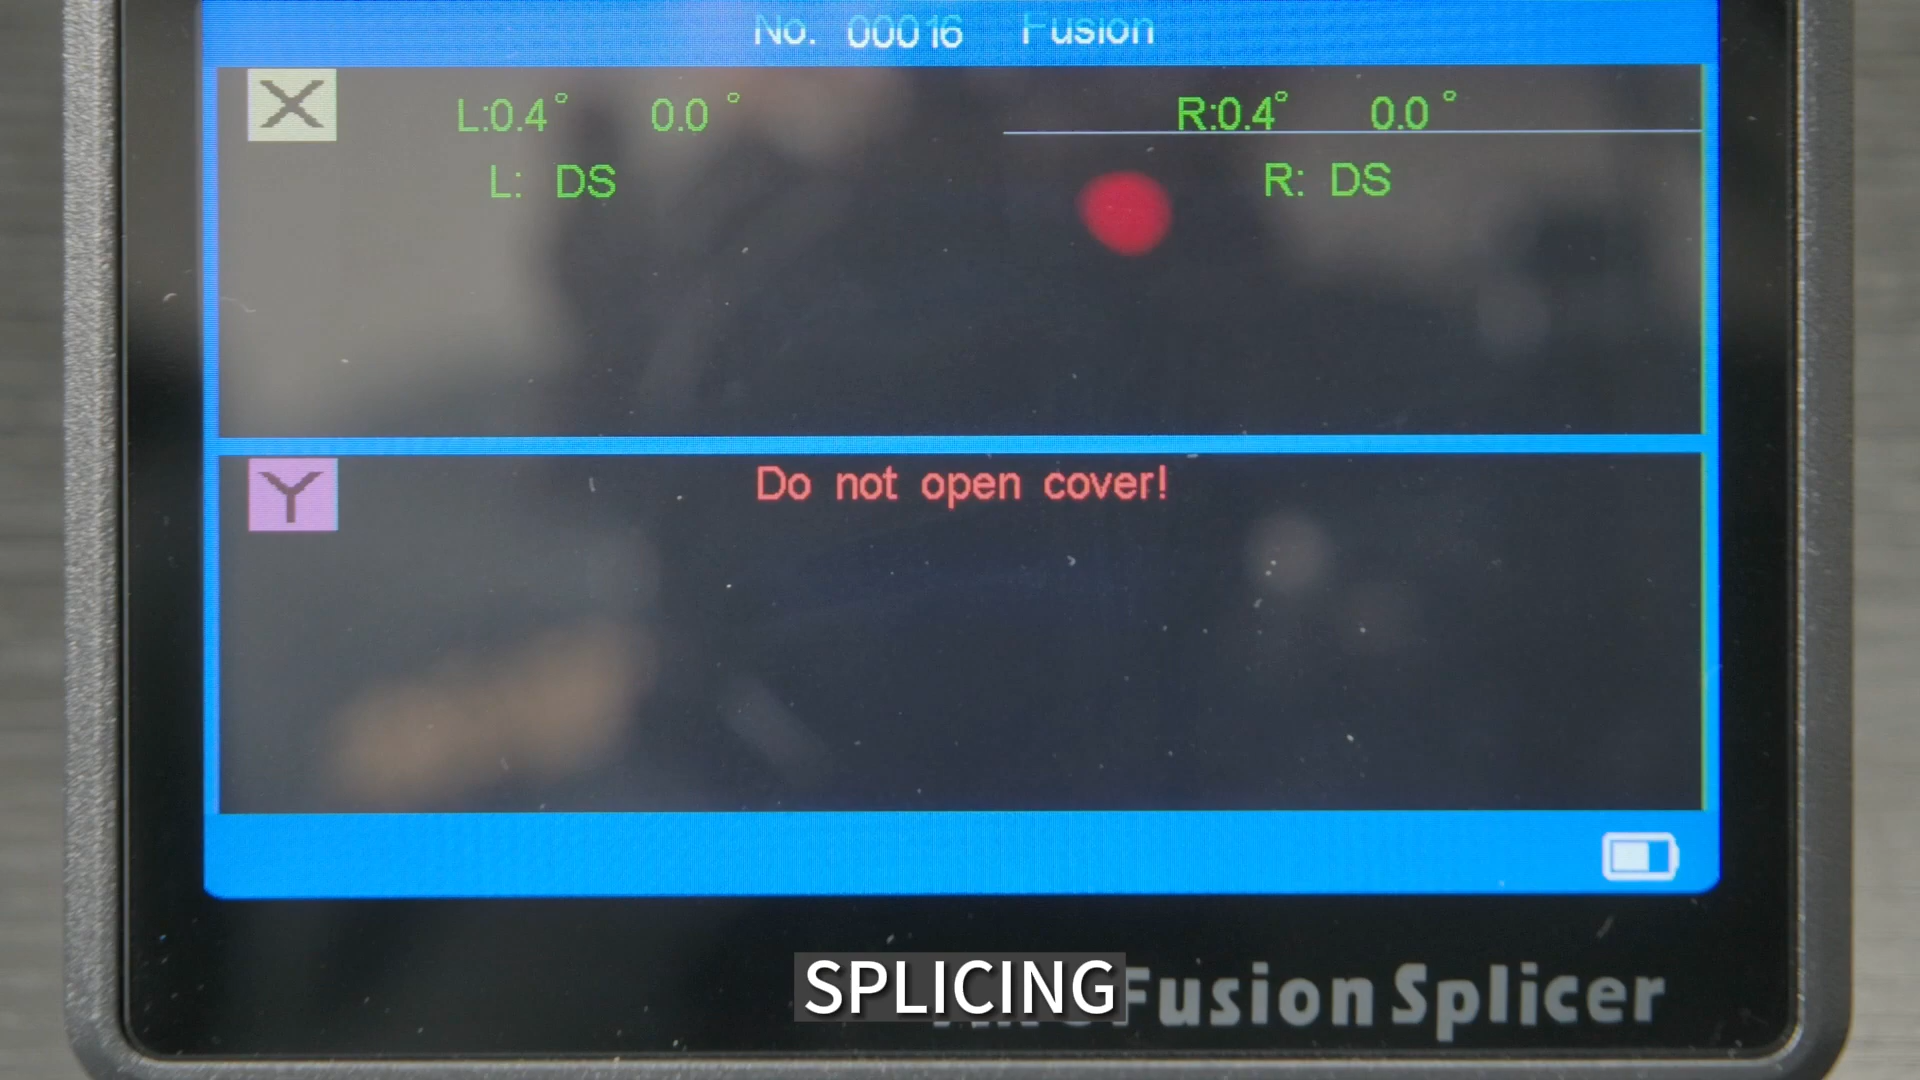 No. 00016 Fusion
X L:0.4° 0.0° R:0.4° 0.0°
L: DS R: DS
Y Do not open cover!
SPLICING
Fusion Splicer